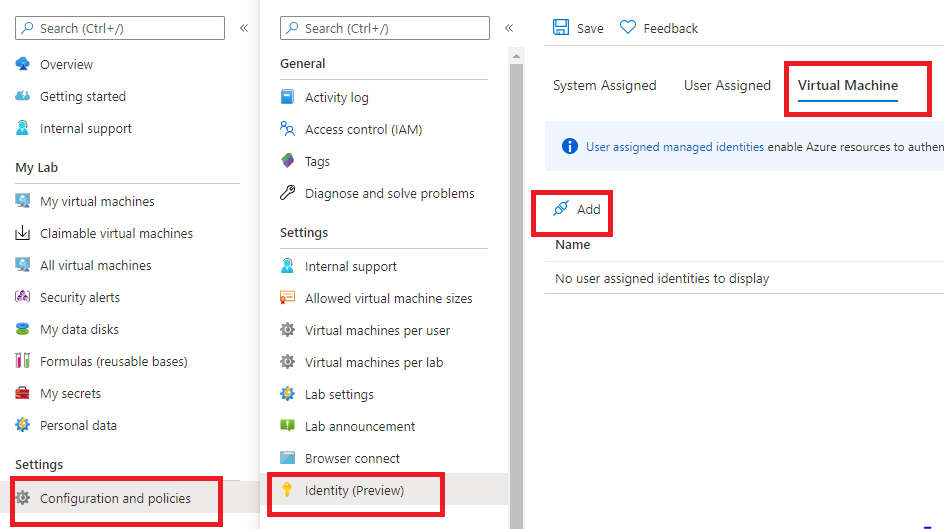 Search (Ctrl+/)
«
Overview
Getting started
Internal support
My Lab
My virtual machines
Claimable virtual machines
All virtual machines
Security alerts
My data disks
Formulas (reusable bases)
My secrets
Personal data
Settings
Configuration and policies
Search (Ctrl+/)
«
General
Activity log
Access control (IAM)
Tags
Diagnose and solve problems
Settings
Internal support
Allowed virtual machine sizes
Virtual machines per user
Virtual machines per lab
Lab settings
Lab announcement
Browser connect
Identity (Preview)
Save Feedback
System Assigned User Assigned Virtual Machine
User assigned managed identities enable Azure resources to authen
Add
Name
No user assigned identities to display